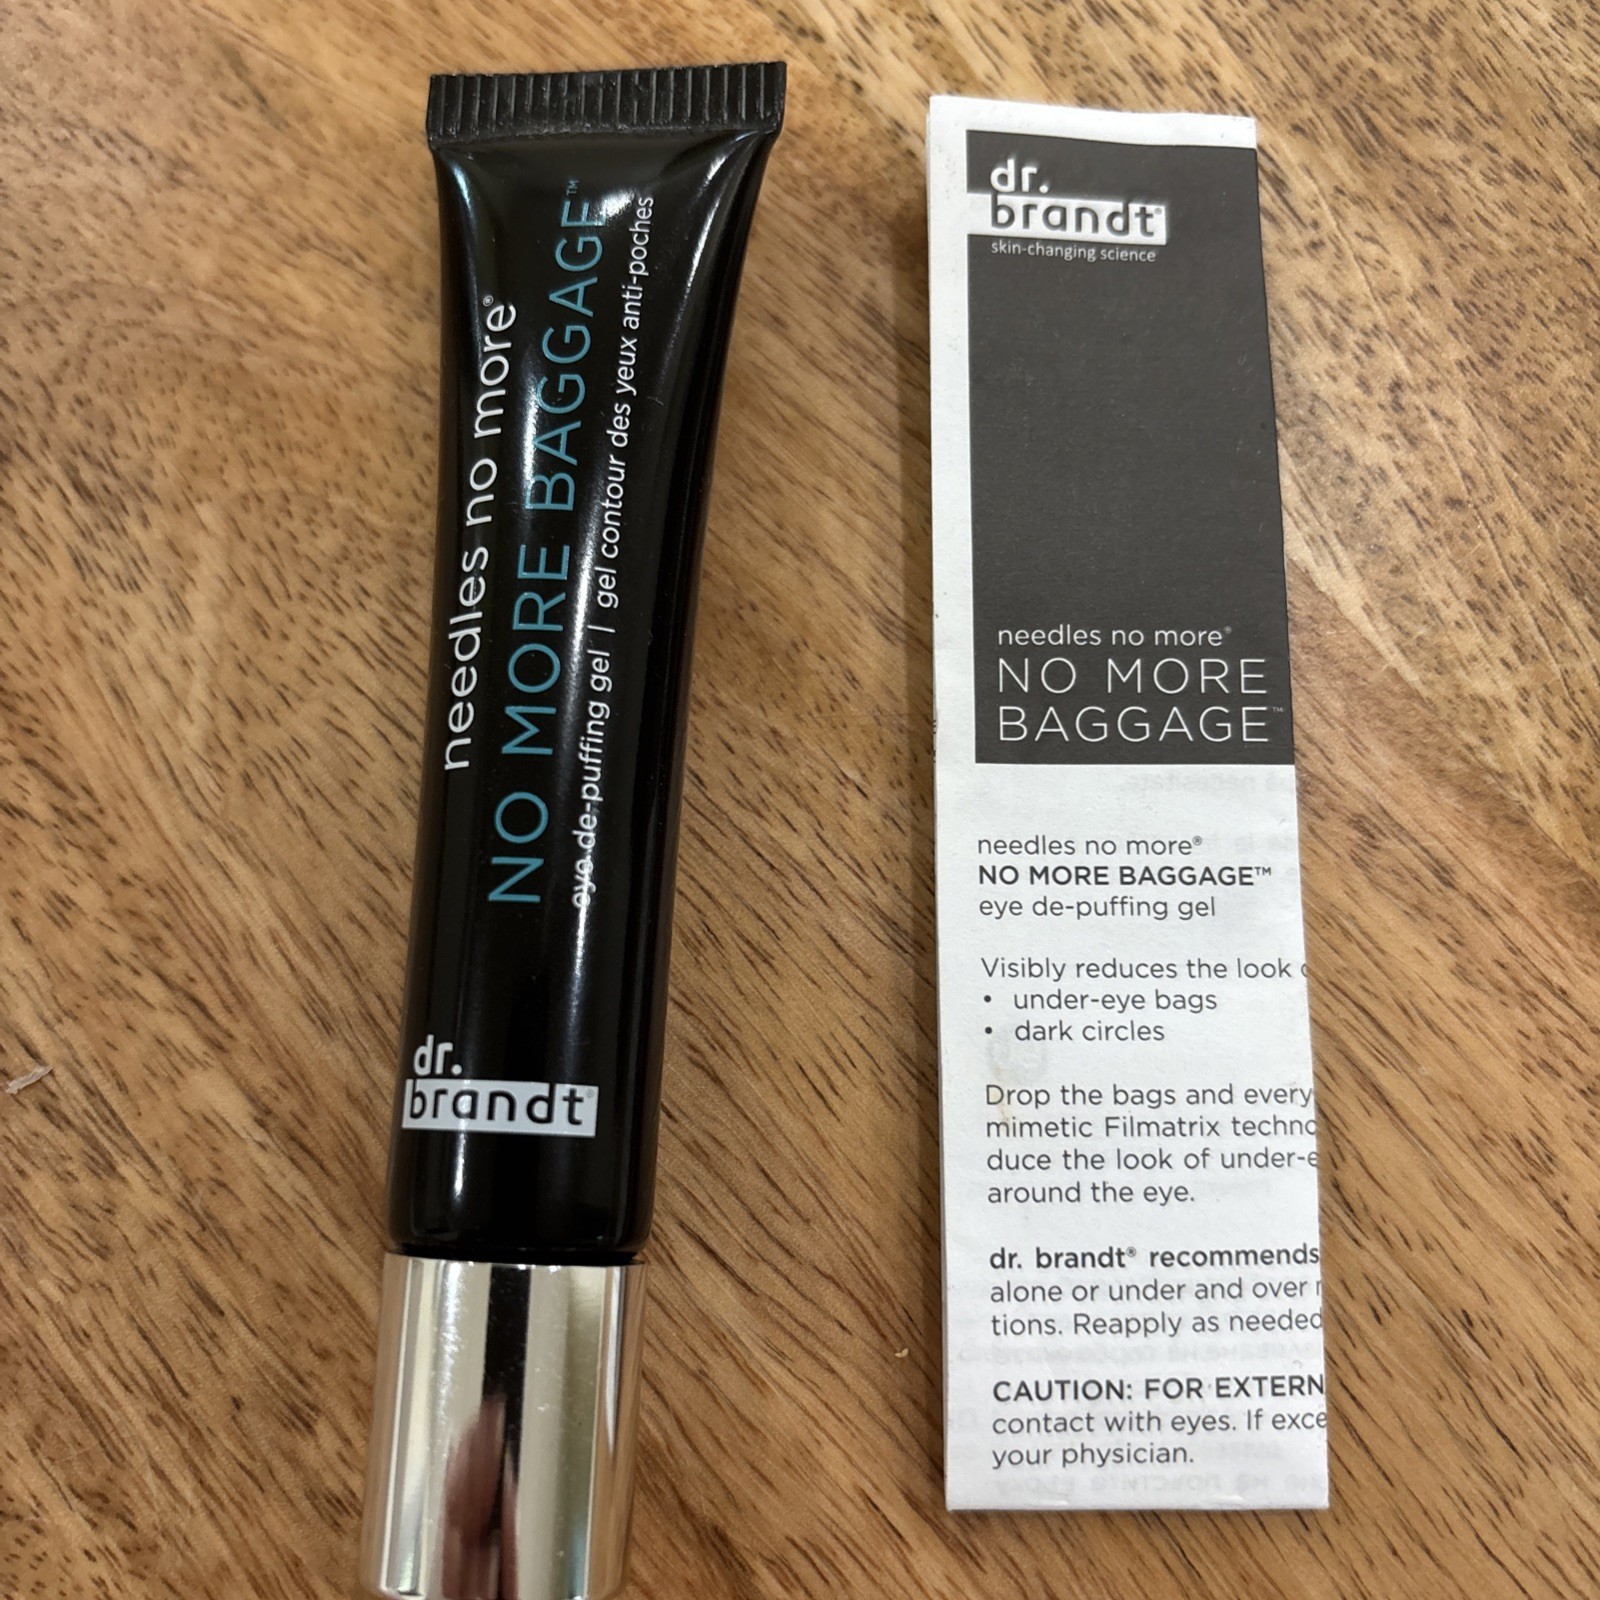 needles no more®
NO MORE BAGGAGE™
eye de-puffing gel | gel contour des yeux anti-poches
dr.
brandt®
dr.
brandt®
skin-changing science
needles no more®
NO MORE
BAGGAGE™
needles no more®
NO MORE BAGGAGE™
eye de-puffing gel
Visibly reduces the look
• under-eye bags
• dark circles
Drop the bags and every
mimetic Filmatrix techno
duce the look of under-e
around the eye.
dr. brandt® recommends
alone or under and over
tions. Reapply as needed
CAUTION: FOR EXTERN
contact with eyes. If exce
your physician.